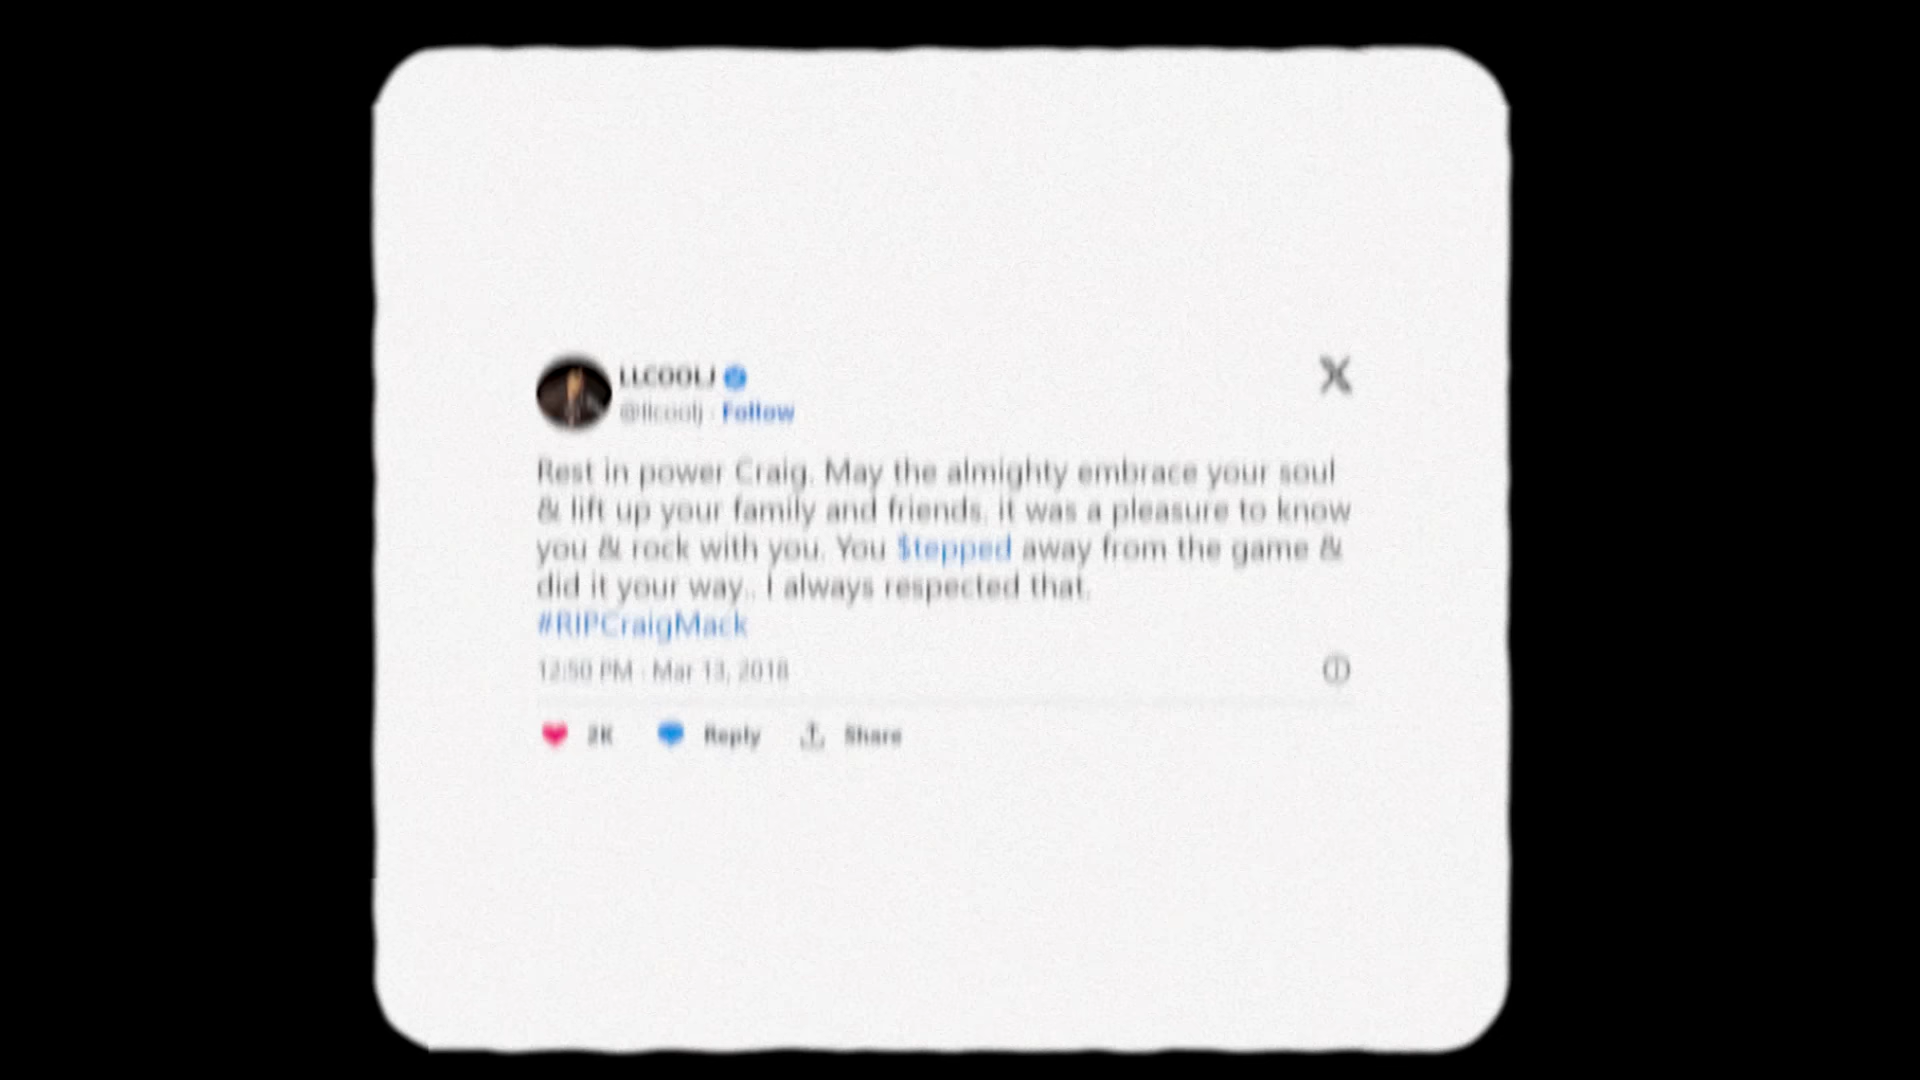 LLCOOLJ
@llcoolj · Follow
Rest in power Craig. May the almighty embrace your soul
& lift up your family and friends. it was a pleasure to know
you & rock with you. You $tepped away from the game &
did it your way.. I always respected that.
#RIPCraigMack
12:50 PM · Mar 13, 2018
2K Reply Share